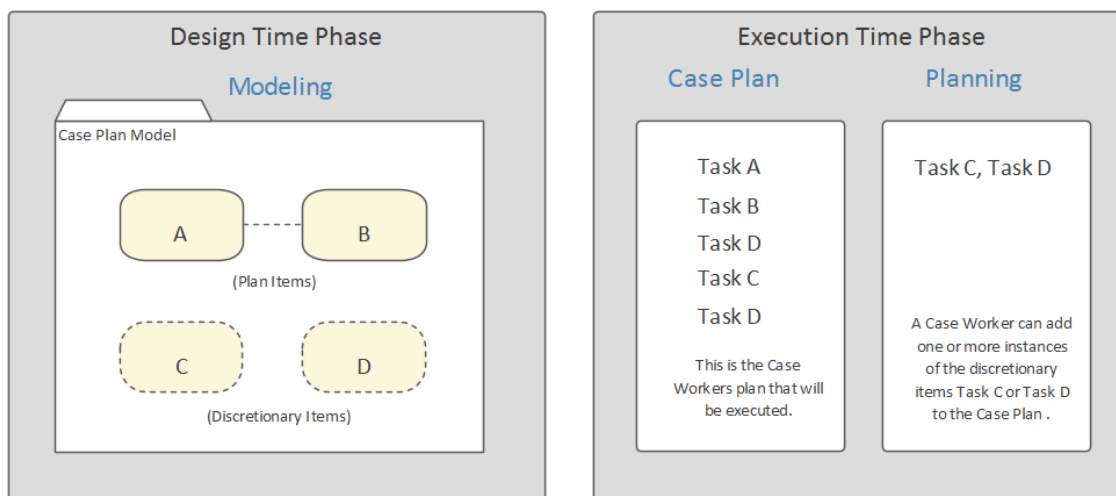 Design Time Phase
Modeling
Case Plan Model
A
B
(Plan Items)
C
D
(Discretionary Items)
Execution Time Phase
Case Plan
Task A
Task B
Task D
Task C
Task D
This is the Case
Workers plan that will
be executed.
Planning
Task C, Task D
A Case Worker can add
one or more instances
of the discretionary
items Task C or Task D
to the Case Plan .